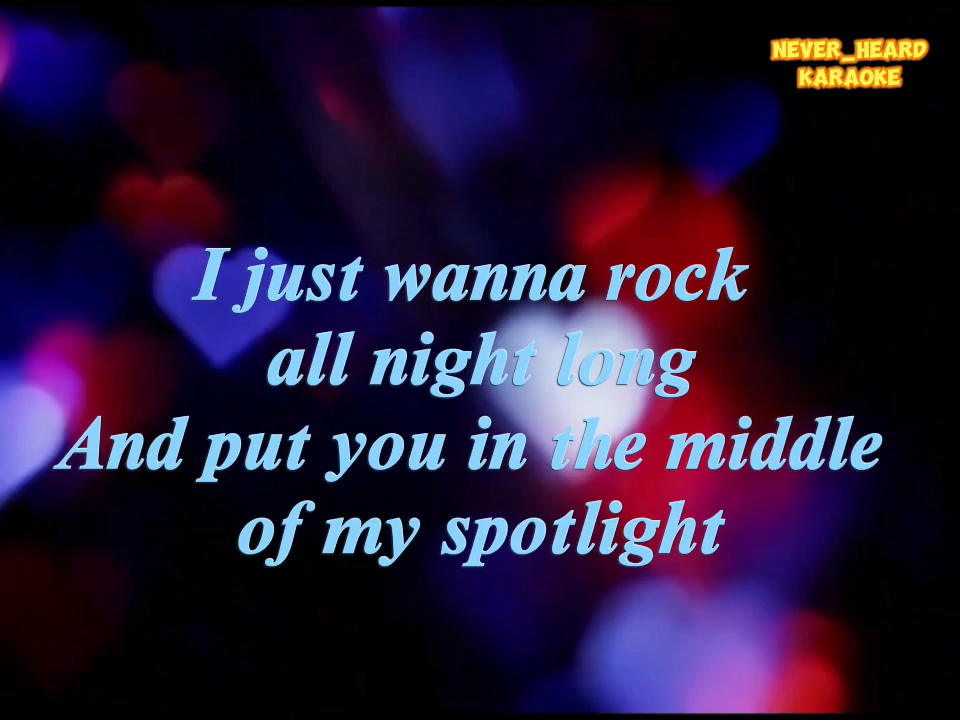 NEVER_HEARD
KARAOKE
I just wanna rock
all night long
And put you in the middle
of my spotlight